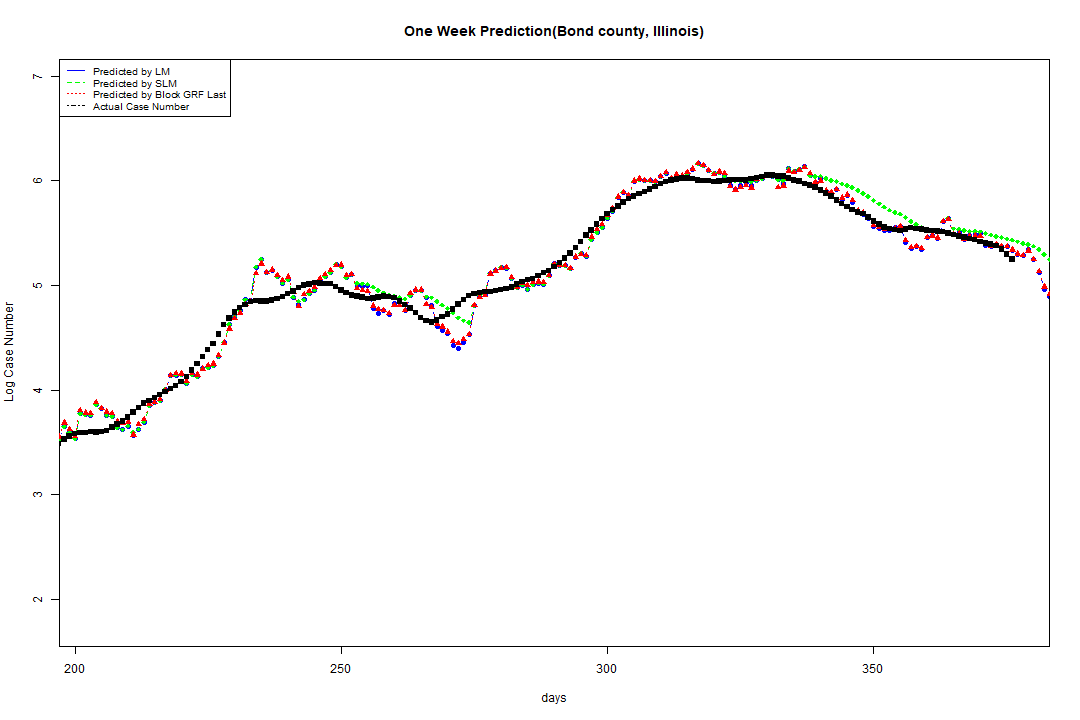 One Week Prediction(Bond county, Illinois)
Predicted by LM
Predicted by SLM
Predicted by Block GRF Last
Actual Case Number
7
6
5
4
3
2
Log Case Number
200 250 300 350
days